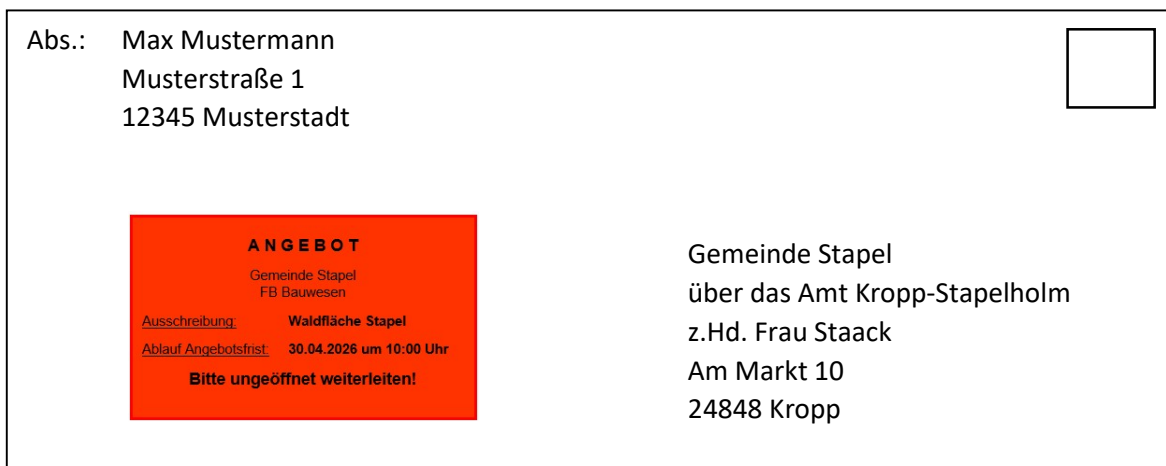 Abs.: Max Mustermann
Musterstraße 1
12345 Musterstadt
ANGEBOT
Gemeinde Stapel
FB Bauwesen
Ausschreibung: Waldfläche Stapel
Ablauf Angebotsfrist: 30.04.2026 um 10:00 Uhr
Bitte ungeöffnet weiterleiten!
Gemeinde Stapel
über das Amt Kropp-Stapelholm
z.Hd. Frau Staack
Am Markt 10
24848 Kropp